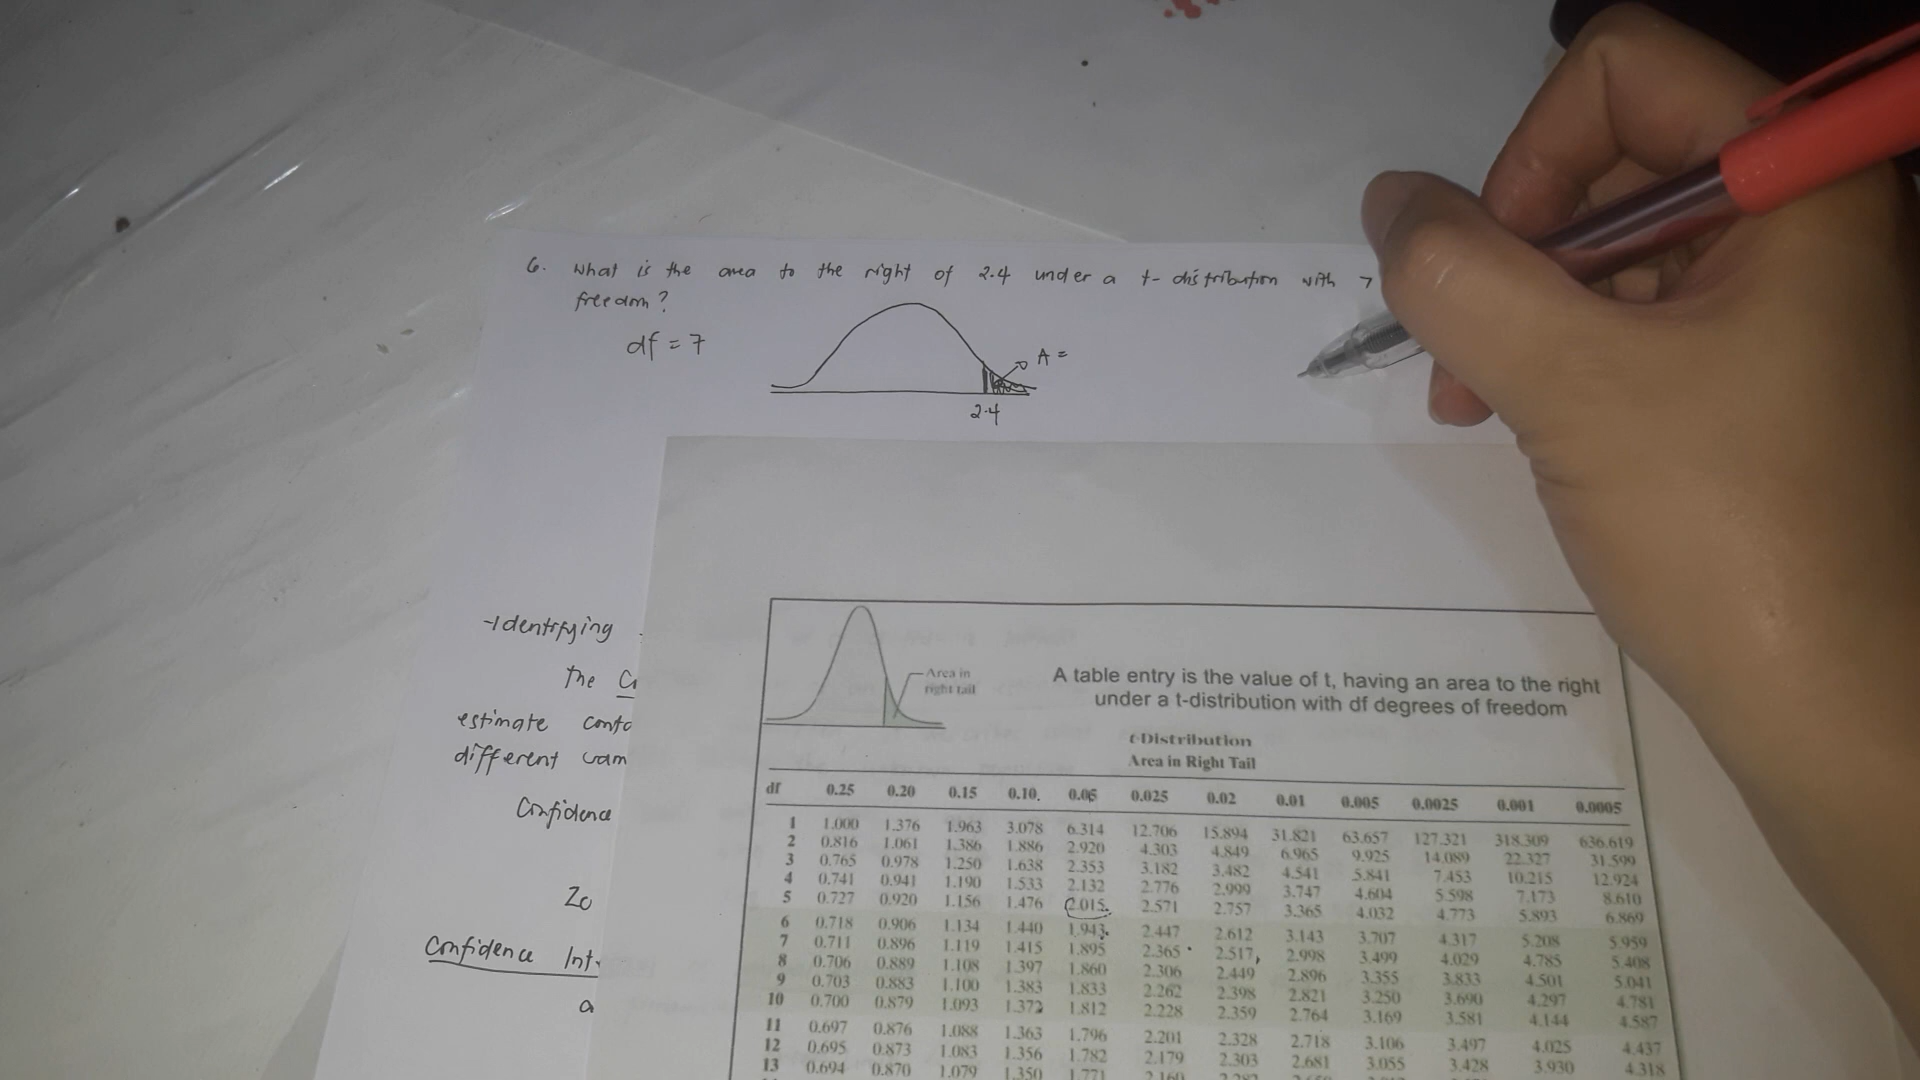 6. What is the area to the right of 2.4 under a t-distribution with 7
freedom?
df = 7
A =
2.4
-Identifying
the
estimate
different
Confidence
Zc
Confidence Int
a
Area in
right tail
A table entry is the value of t, having an area to the right
under a t-distribution with df degrees of freedom
t-Distribution
Area in Right Tail
df 0.25 0.20 0.15 0.10 0.05 0.025 0.02 0.01 0.005 0.0025 0.001 0.0005
1 1.000 1.376 1.963 3.078 6.314 12.706 15.894 31.821 63.657 127.321 318.309 636.619
2 0.816 1.061 1.386 1.886 2.920 4.303 4.849 6.965 9.925 14.089 22.327 31.599
3 0.765 0.978 1.250 1.638 2.353 3.182 3.482 4.541 5.841 7.453 10.215 12.924
4 0.741 0.941 1.190 1.533 2.132 2.776 2.999 3.747 4.604 5.598 7.173 8.610
5 0.727 0.920 1.156 1.476 2.015 2.571 2.757 3.365 4.032 4.773 5.893 6.869
6 0.718 0.906 1.134 1.440 1.943 2.447 2.612 3.143 3.707 4.317 5.208 5.959
7 0.711 0.896 1.119 1.415 1.895 2.365 2.517 2.998 3.499 4.029 4.785 5.408
8 0.706 0.889 1.108 1.397 1.860 2.306 2.449 2.896 3.355 3.833 4.501 5.041
9 0.703 0.883 1.100 1.383 1.833 2.262 2.398 2.821 3.250 3.690 4.297 4.781
10 0.700 0.879 1.093 1.372 1.812 2.228 2.359 2.764 3.169 3.581 4.144 4.587
11 0.697 0.876 1.088 1.363 1.796 2.201 2.328 2.718 3.106 3.497 4.025 4.437
12 0.695 0.873 1.083 1.356 1.782 2.179 2.303 2.681 3.055 3.428 3.930 4.318
13 0.694 0.870 1.079 1.350 1.771 2.160